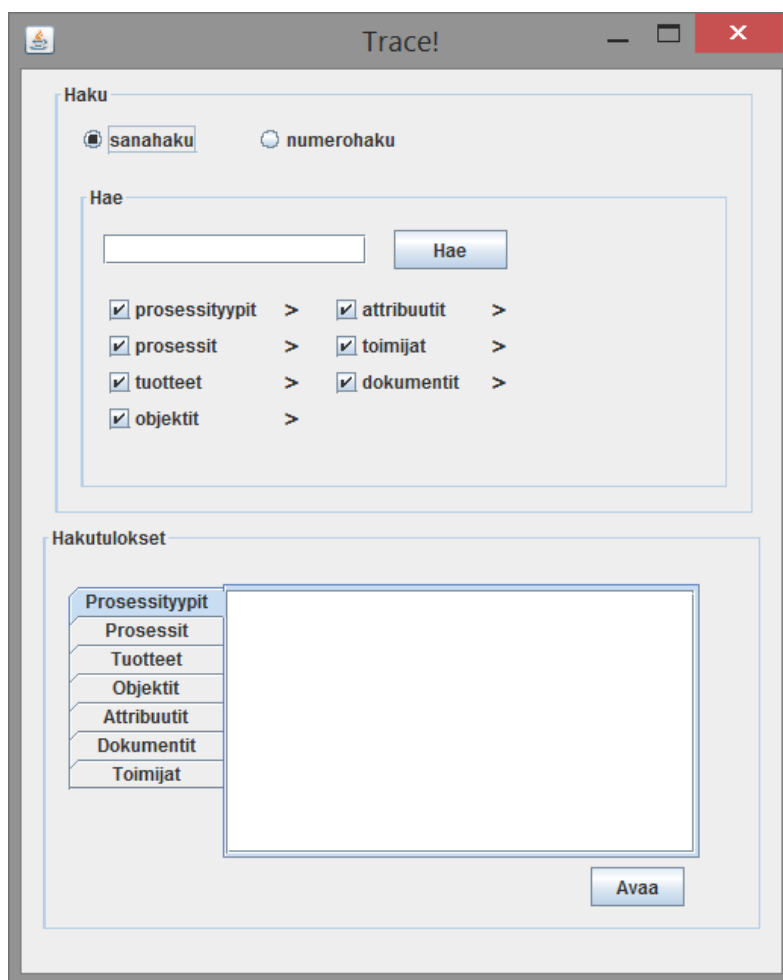 Trace!
Haku
sanahaku numerohaku
Hae
Hae
prosessityypit > attribuutit >
prosessit > toimijat >
tuotteet > dokumentit >
objektit >
Hakutulokset
Prosessityypit
Prosessit
Tuotteet
Objektit
Attribuutit
Dokumentit
Toimijat
Avaa